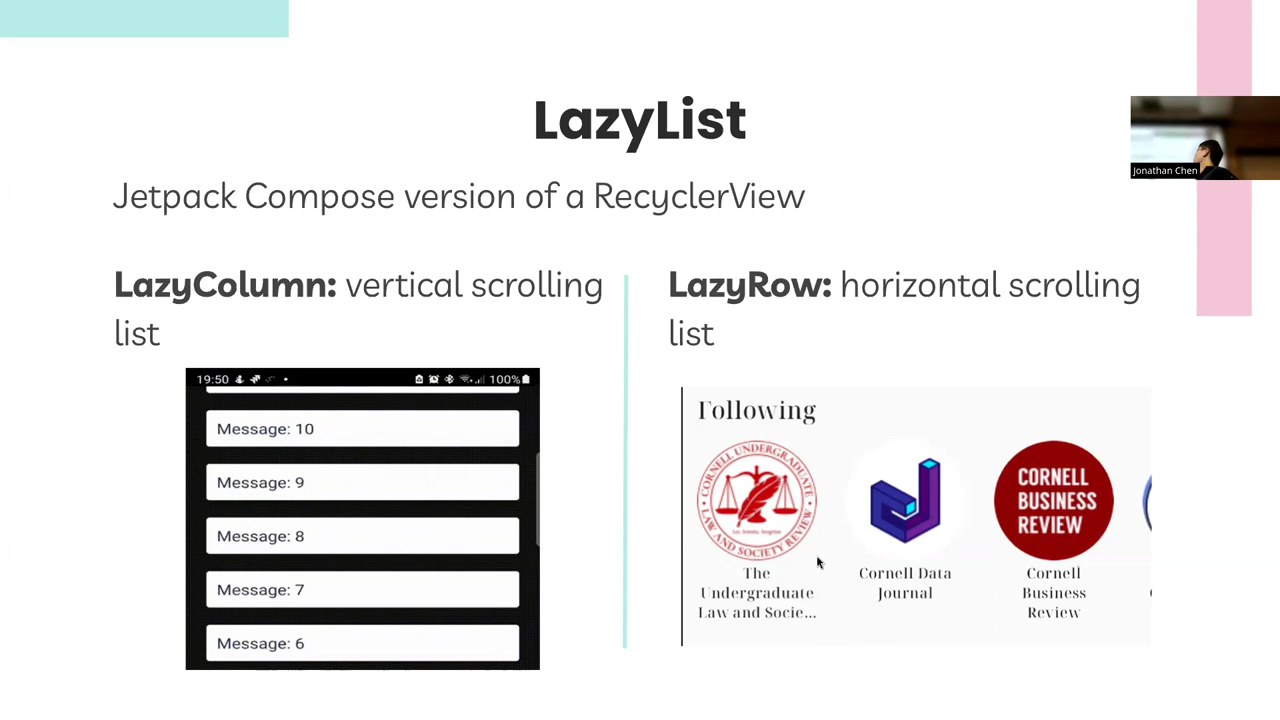 LazyList
Jonathan Chen
Jetpack Compose version of a RecyclerView
LazyColumn: vertical scrolling
list
19:50
100%
Message: 10
Message: 9
Message: 8
Message: 7
Message: 6
LazyRow: horizontal scrolling
list
Following
CORNELL UNDERGRADUATE
LAW AND SOCIETY REVIEW
CORNELL
BUSINESS
REVIEW
The
Undergraduate
Law and Socie...
Cornell Data
Journal
Cornell
Business
Review